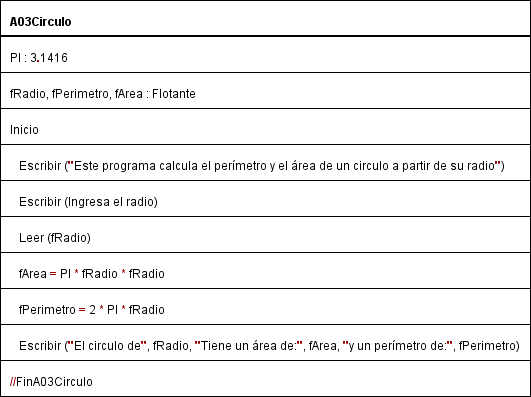 A03Circulo
PI : 3.1416
fRadio, fPerimetro, fArea : Flotante
Inicio
Escribir ("Este programa calcula el perímetro y el área de un circulo a partir de su radio")
Escribir (Ingresa el radio)
Leer (fRadio)
fArea = PI * fRadio * fRadio
fPerimetro = 2 * PI * fRadio
Escribir ("El circulo de", fRadio, "Tiene un área de:", fArea, "y un perímetro de:", fPerimetro)
//FinA03Circulo